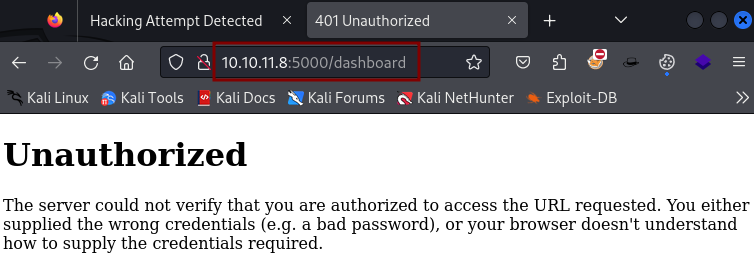 Hacking Attempt Detected
401 Unauthorized
10.10.11.8:5000/dashboard
Kali Linux
Kali Tools
Kali Docs
Kali Forums
Kali NetHunter
Exploit-DB
Unauthorized
The server could not verify that you are authorized to access the URL requested. You either
supplied the wrong credentials (e.g. a bad password), or your browser doesn't understand
how to supply the credentials required.